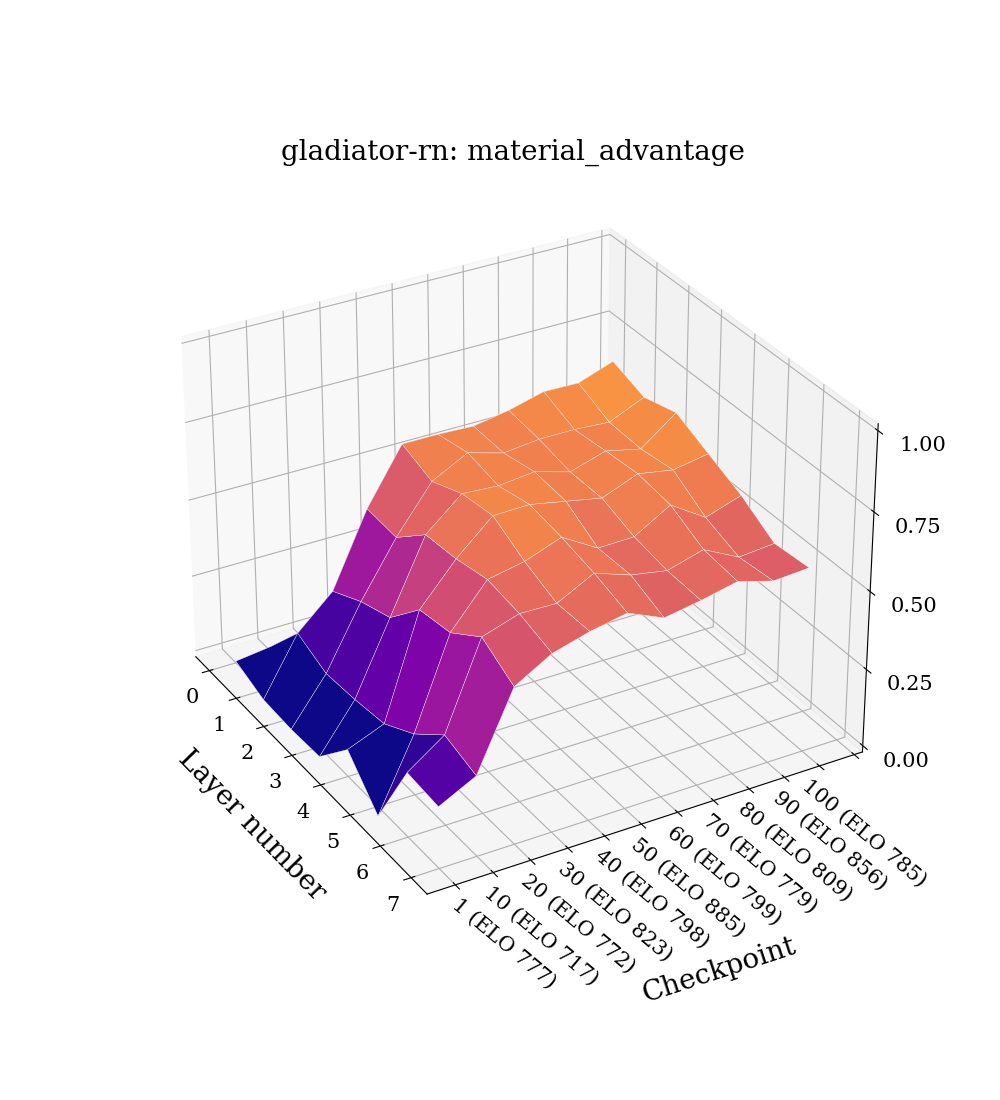 gladiator-rn: material_advantage
1.00
0.75
0.50
0.25
0.00
0
1
2
3
4
5
6
7
Layer number
1 (ELO 777)
10 (ELO 717)
20 (ELO 772)
30 (ELO 823)
40 (ELO 798)
50 (ELO 885)
60 (ELO 799)
70 (ELO 779)
80 (ELO 809)
90 (ELO 856)
100 (ELO 785)
Checkpoint